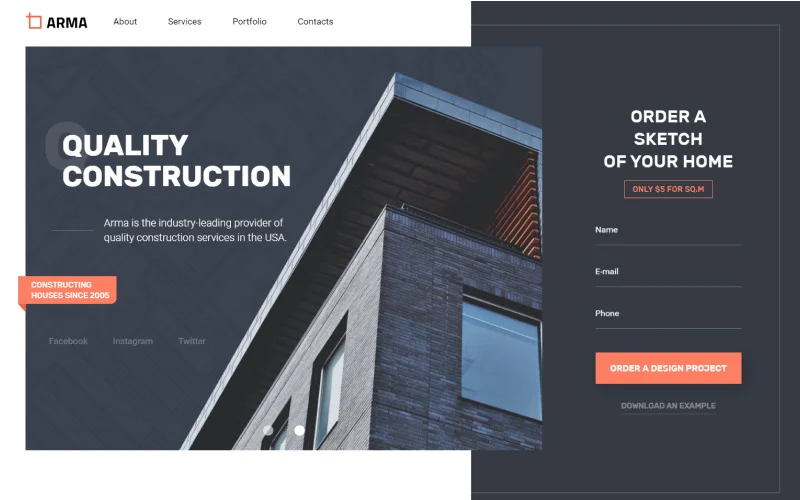 ARMA
About
Services
Portfolio
Contacts
Q
QUALITY
CONSTRUCTION
Arma is the industry-leading provider of
quality construction services in the USA.
CONSTRUCTING
HOUSES SINCE 2005
Facebook
Instagram
Twitter
ORDER A
SKETCH
OF YOUR HOME
ONLY $5 FOR SQ.M
Name
E-mail
Phone
ORDER A DESIGN PROJECT
DOWNLOAD AN EXAMPLE